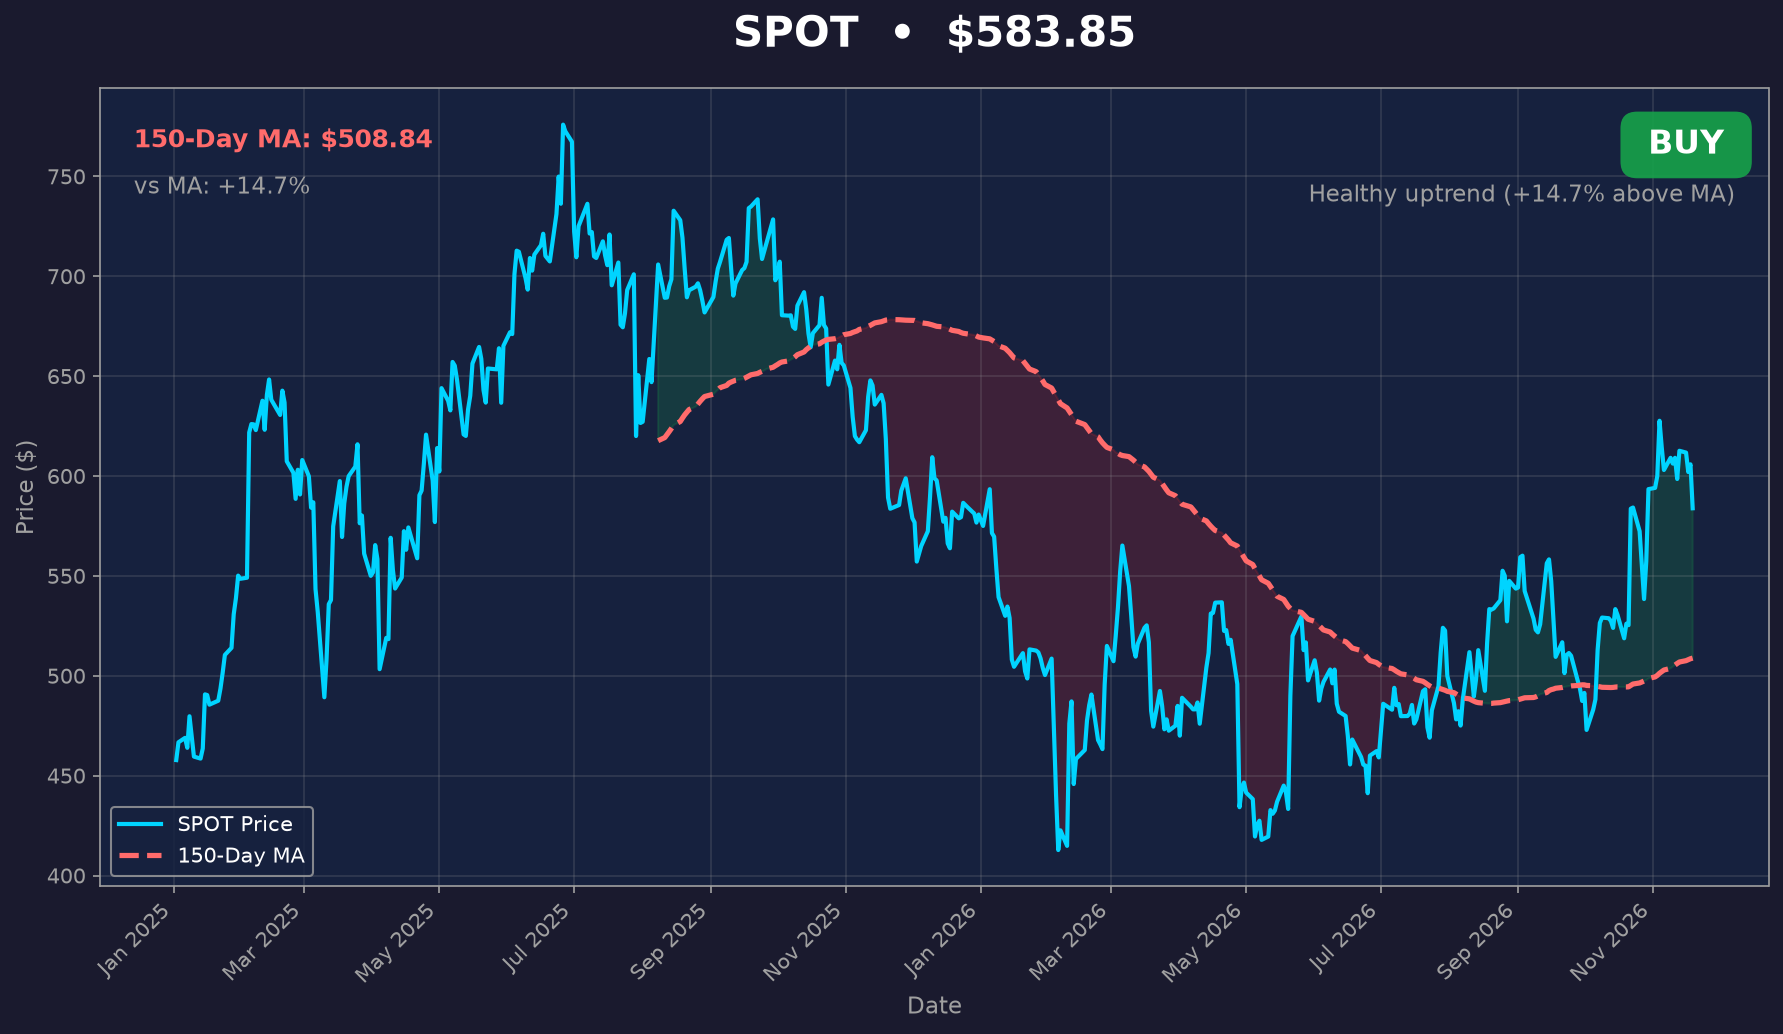 SPOT • $583.85
150-Day MA: $508.84
vs MA: +14.7%
BUY
Healthy uptrend (+14.7% above MA)
Price ($)
750
700
650
600
550
500
450
400
SPOT Price
150-Day MA
Jan 2025
Mar 2025
May 2025
Jul 2025
Sep 2025
Nov 2025
Jan 2026
Mar 2026
May 2026
Jul 2026
Sep 2026
Nov 2026
Date